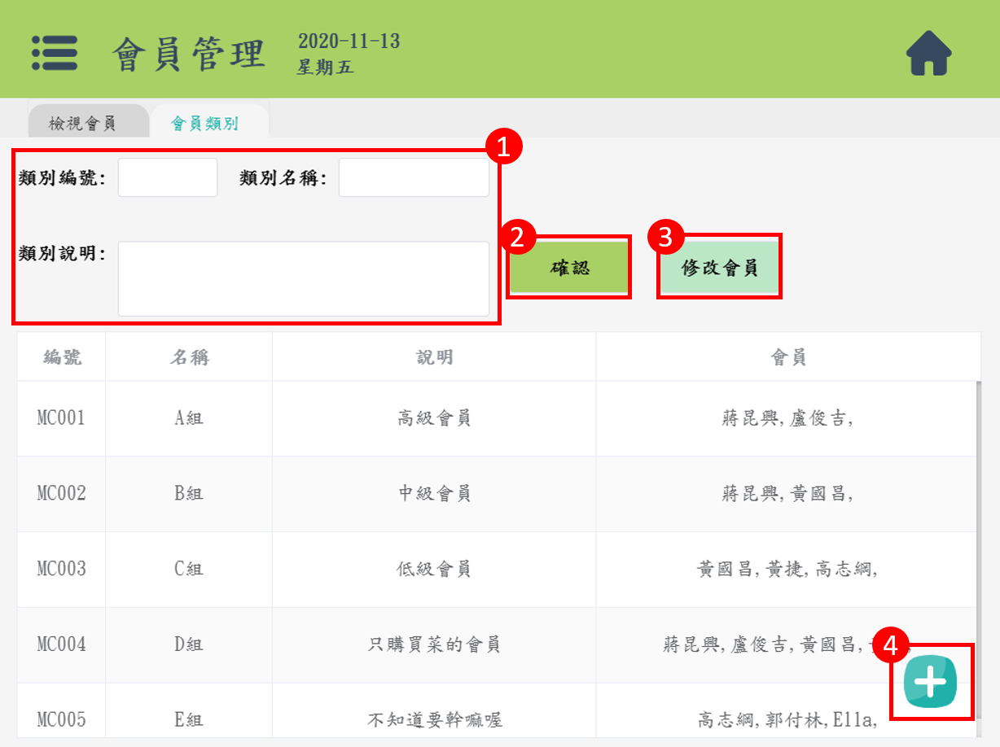 會員管理
2020-11-13
星期五
檢視會員 會員類別
1
類別編號： 類別名稱：
2 3
類別說明：
確認 修改會員
編號 名稱 說明 會員
MC001 A組 高級會員 蔣昆興,盧俊吉,
MC002 B組 中級會員 蔣昆興,黃國昌,
MC003 C組 低級會員 黃國昌,黃捷,高志綱,
MC004 D組 只購買菜的會員 蔣昆興,盧俊吉,黃國昌,
4
MC005 E組 不知道要幹嘛喔 高志綱,郭付林,Ella,